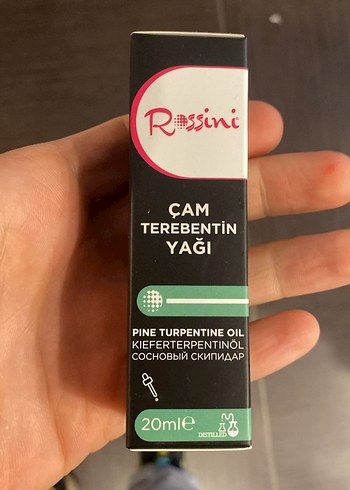 Rossini
ÇAM
TEREBENTİN
YAĞI
PINE TURPENTINE OIL
KIEFERTERPENTINÖL
СОСНОВЫЙ СКИПИДАР
20ml℮
DISTILLED